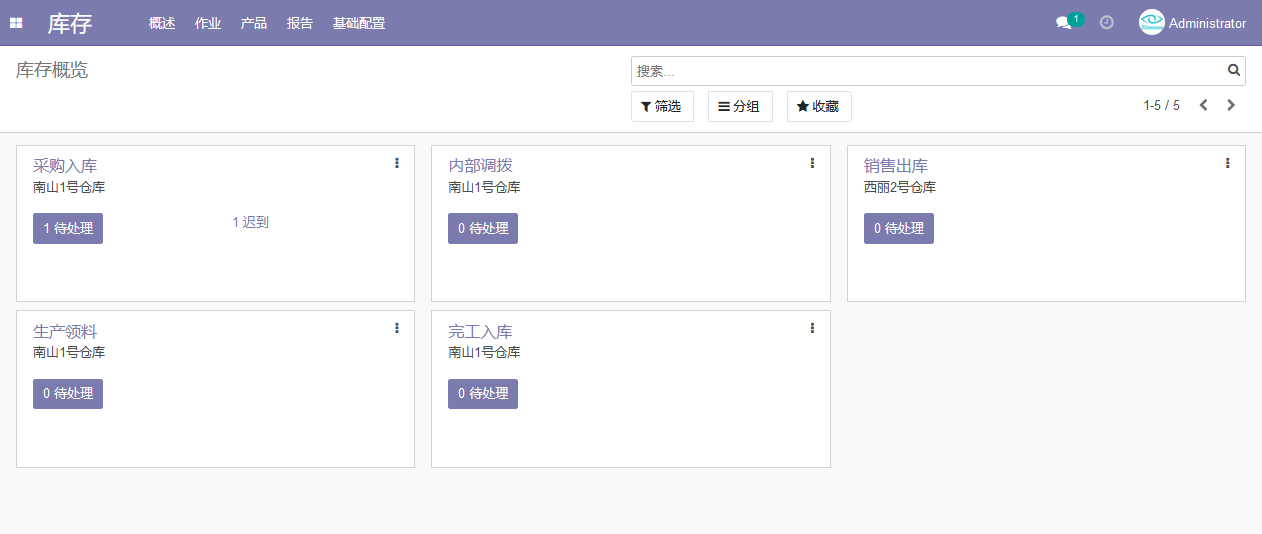 库存 概述 作业 产品 报告 基础配置 1 Administrator
库存概览
搜索...
筛选 分组 收藏 1-5 / 5
采购入库
南山1号仓库
1 待处理 1 迟到
内部调拨
南山1号仓库
0 待处理
销售出库
西丽2号仓库
0 待处理
生产领料
南山1号仓库
0 待处理
完工入库
南山1号仓库
0 待处理